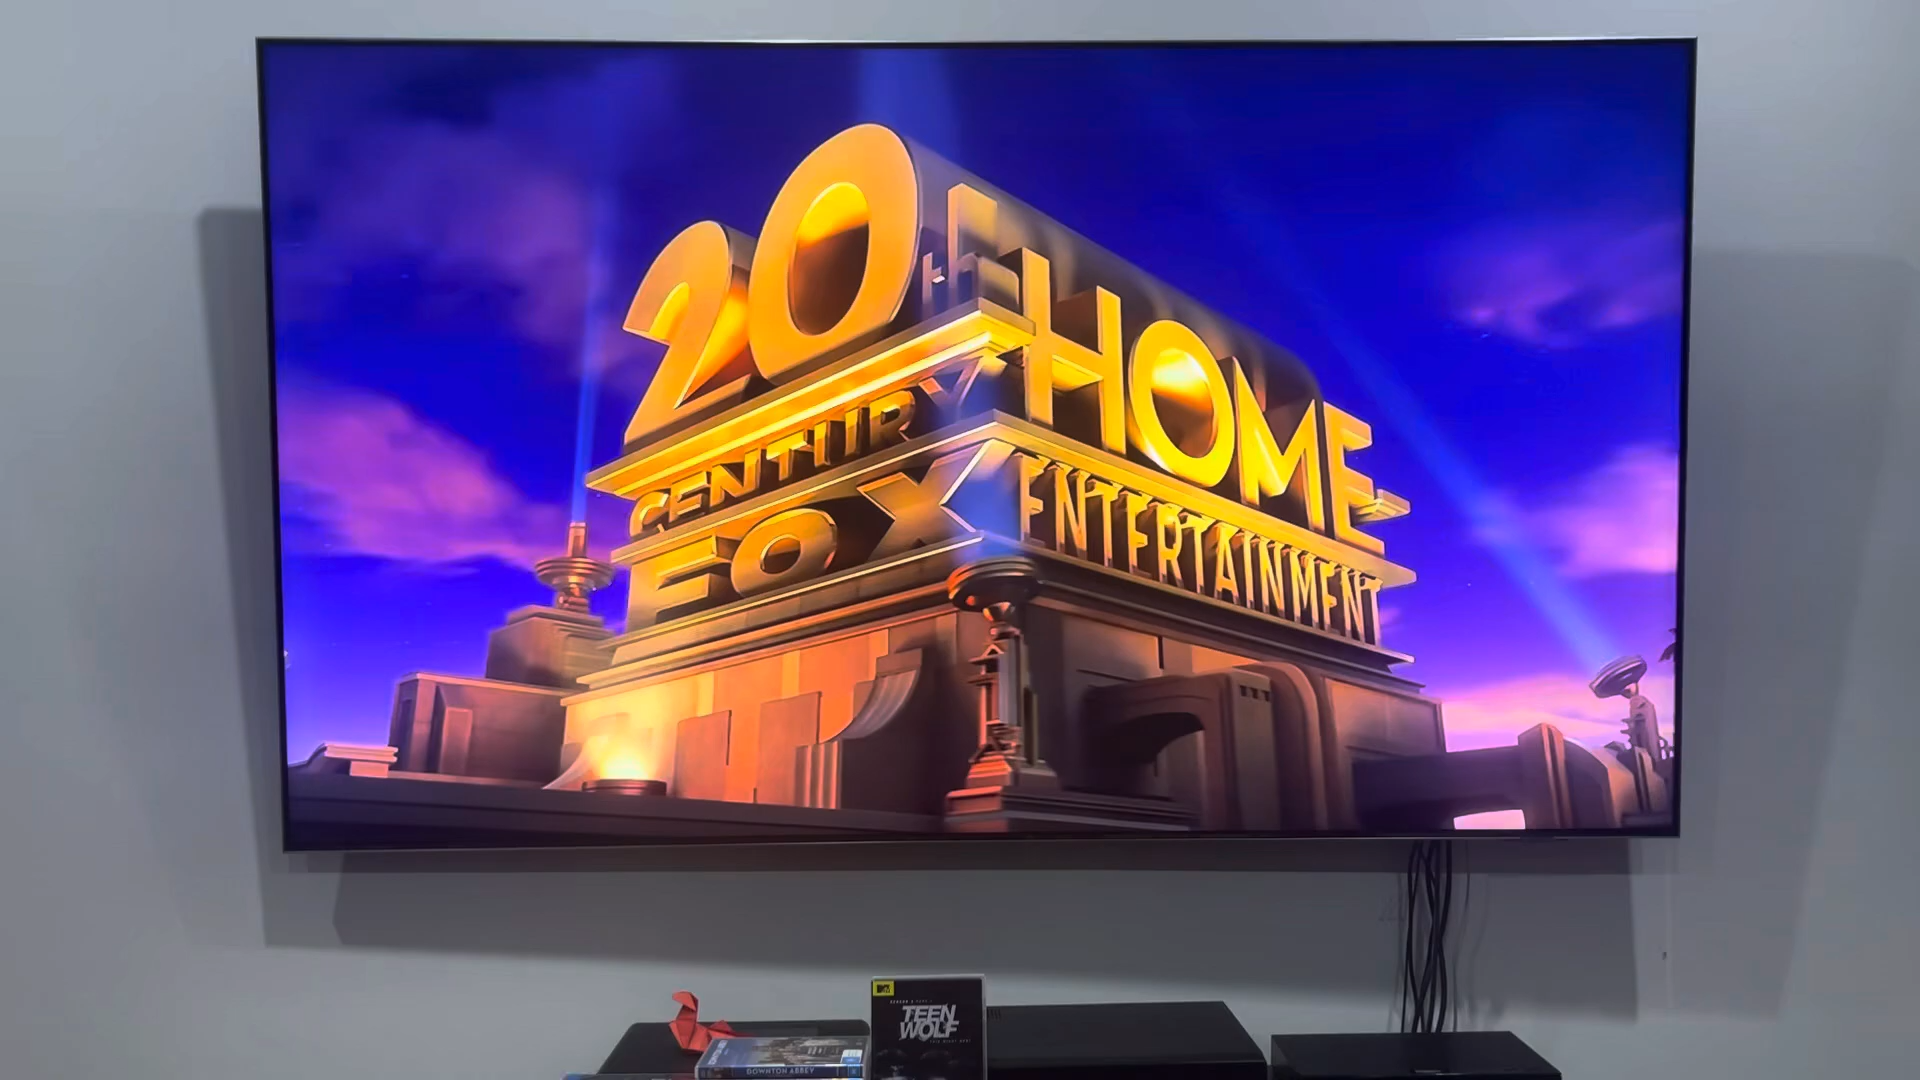 20th
CENTURY
FOX
HOME
ENTERTAINMENT
TEEN
WOLF
DOWNTON ABBEY